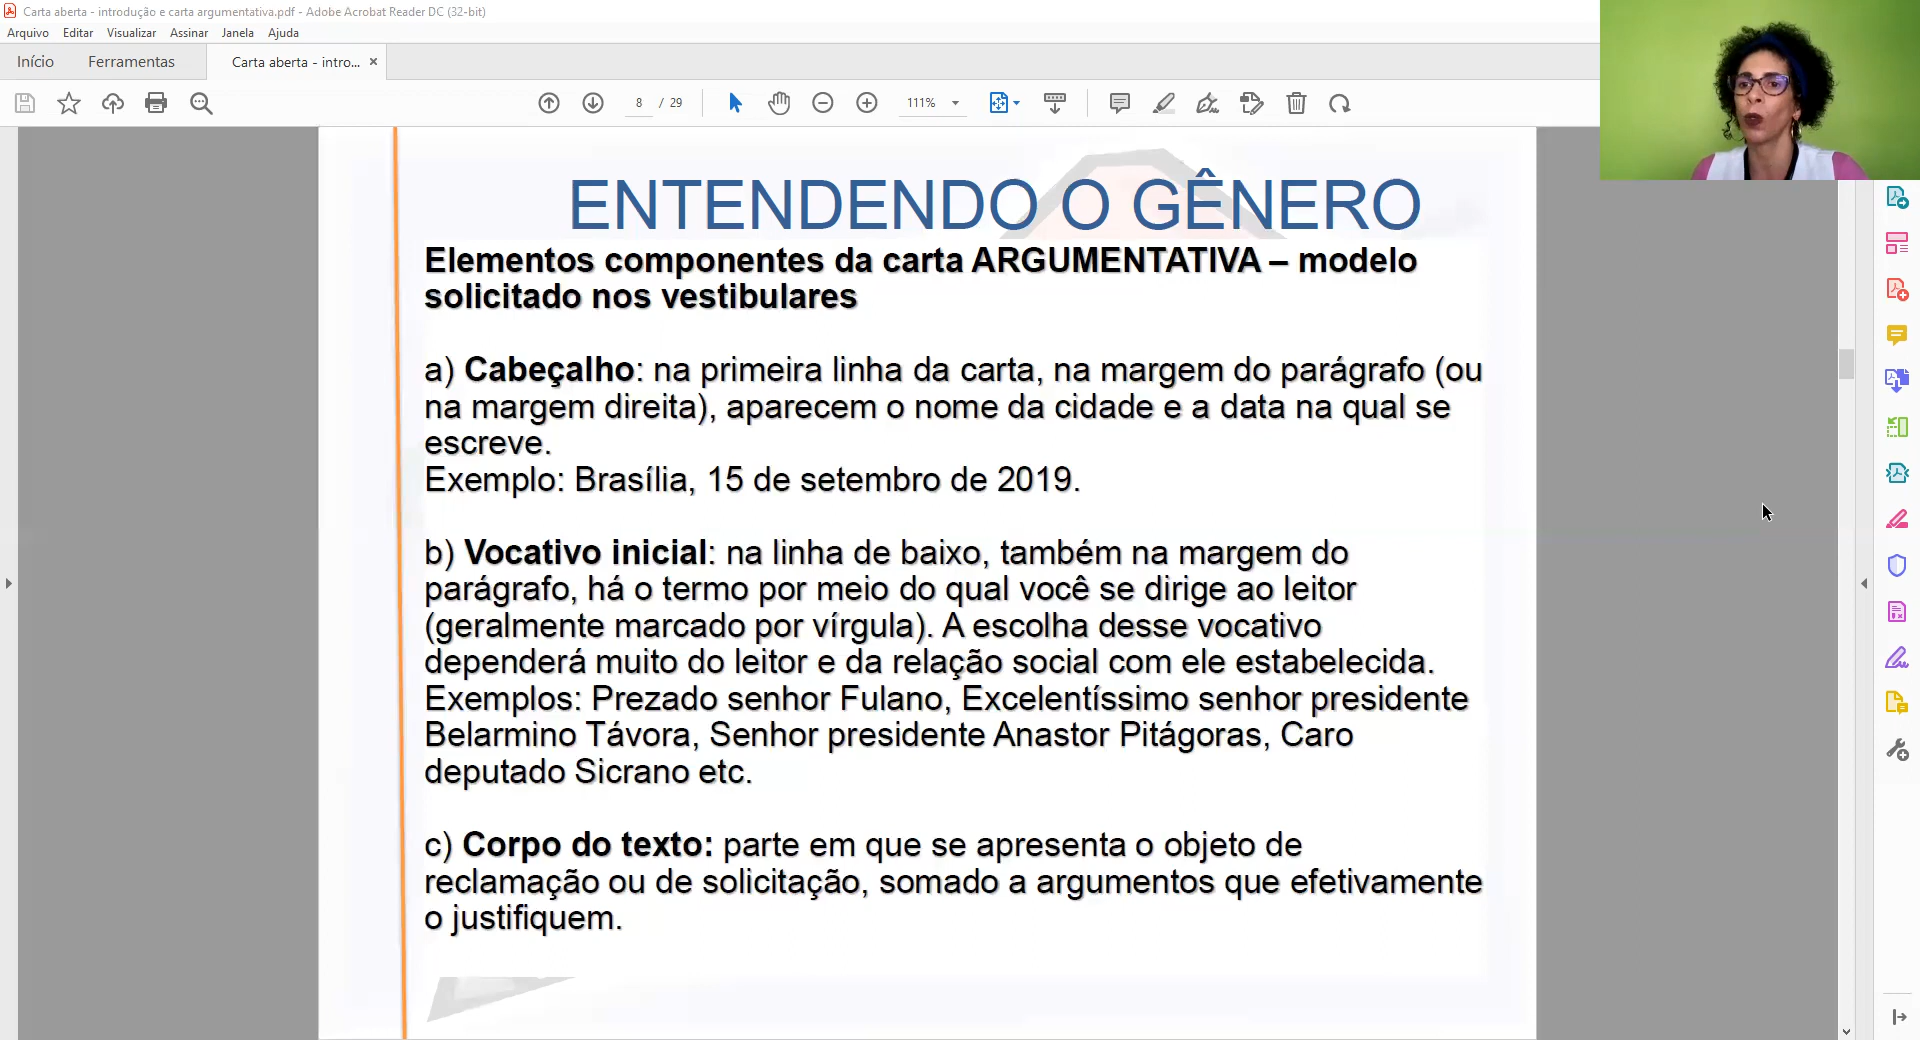 Carta aberta - introdução e carta argumentativa.pdf - Adobe Acrobat Reader DC (32-bit)
Arquivo Editar Visualizar Assinar Janela Ajuda
Início Ferramentas Carta aberta - intro... ×
8 / 29 111%
ENTENDENDO O GÊNERO
Elementos componentes da carta ARGUMENTATIVA – modelo
solicitado nos vestibulares
a) Cabeçalho: na primeira linha da carta, na margem do parágrafo (ou
na margem direita), aparecem o nome da cidade e a data na qual se
escreve.
Exemplo: Brasília, 15 de setembro de 2019.
b) Vocativo inicial: na linha de baixo, também na margem do
parágrafo, há o termo por meio do qual você se dirige ao leitor
(geralmente marcado por vírgula). A escolha desse vocativo
dependerá muito do leitor e da relação social com ele estabelecida.
Exemplos: Prezado senhor Fulano, Excelentíssimo senhor presidente
Belarmino Távora, Senhor presidente Anastor Pitágoras, Caro
deputado Sicrano etc.
c) Corpo do texto: parte em que se apresenta o objeto de
reclamação ou de solicitação, somado a argumentos que efetivamente
o justifiquem.